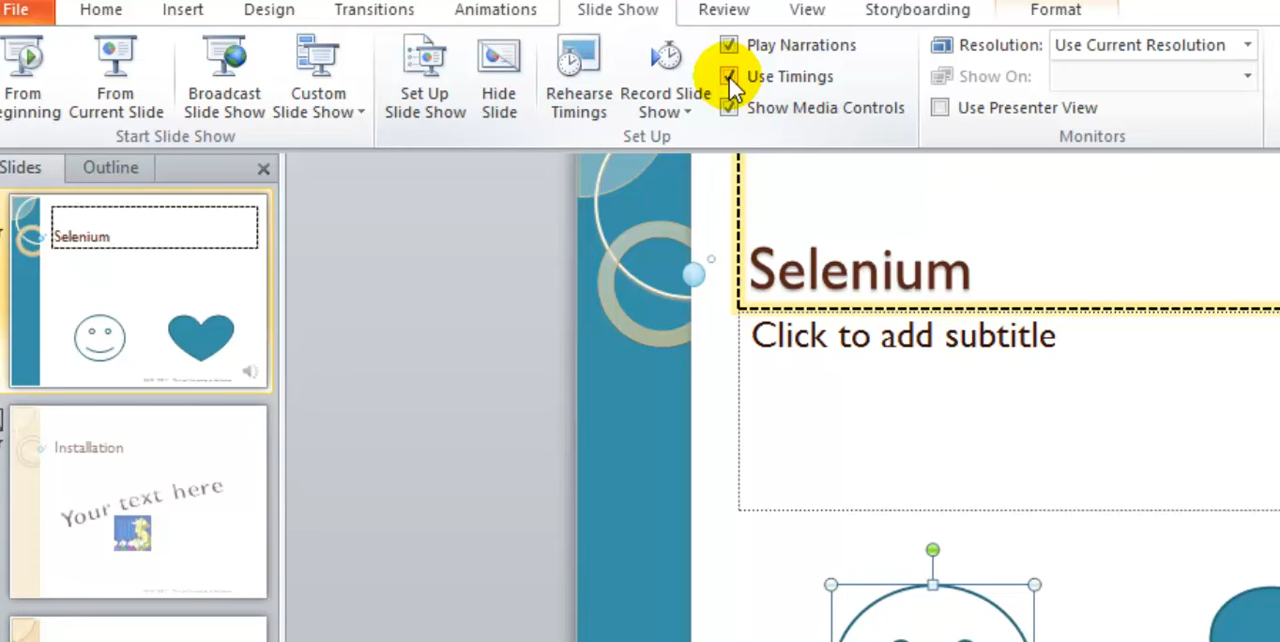 File Home Insert Design Transitions Animations Slide Show Review View Storyboarding Format
From Beginning
From Current Slide
Broadcast Slide Show
Custom Slide Show
Set Up Slide Show
Hide Slide
Rehearse Timings
Record Slide Show
Play Narrations
Use Timings
Show Media Controls
Resolution: Use Current Resolution
Show On:
Use Presenter View
Start Slide Show Set Up Monitors
Slides Outline
Selenium
Installation
Your text here
Selenium
Click to add subtitle